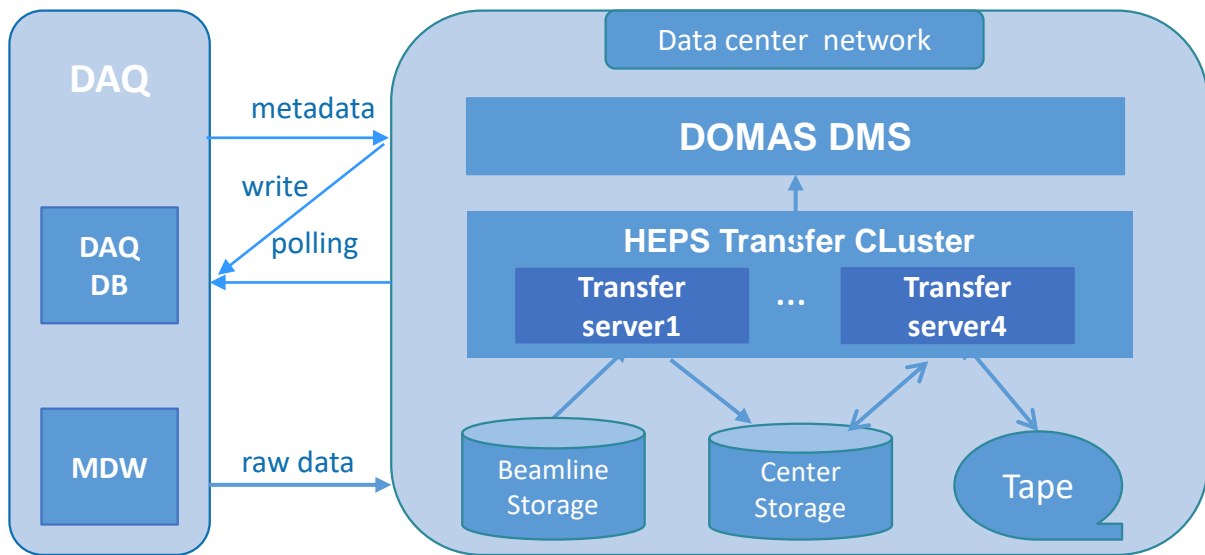 Data center network
DAQ
metadata
DOMAS DMS
write
DAQ
DB
polling
HEPS Transfer CLuster
Transfer
server1
...
Transfer
server4
MDW
raw data
Beamline
Storage
Center
Storage
Tape